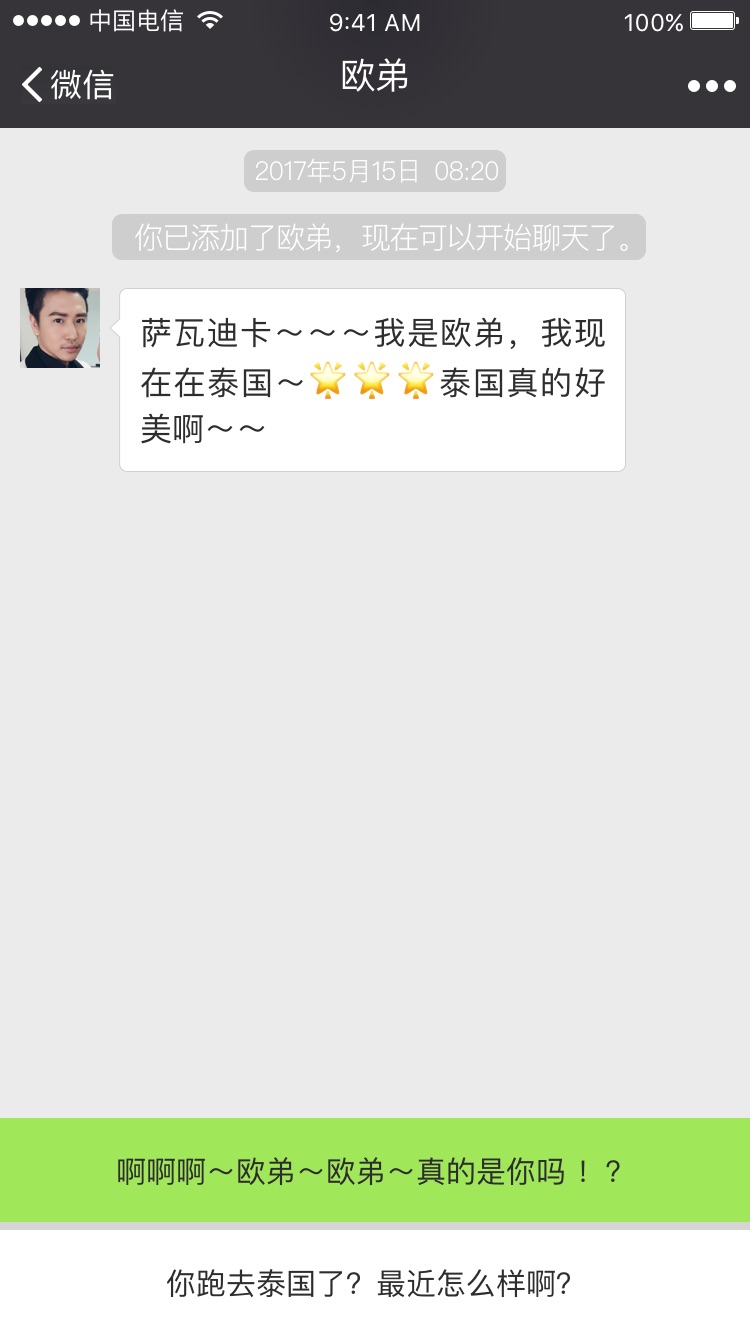 中国电信 9:41 AM 100%
微信 欧弟
2017年5月15日 08:20
你已添加了欧弟，现在可以开始聊天了。
萨瓦迪卡～～～我是欧弟，我现
在在泰国～🌟🌟🌟泰国真的好
美啊～～
啊啊啊～欧弟～欧弟～真的是你吗！？
你跑去泰国了？最近怎么样啊？